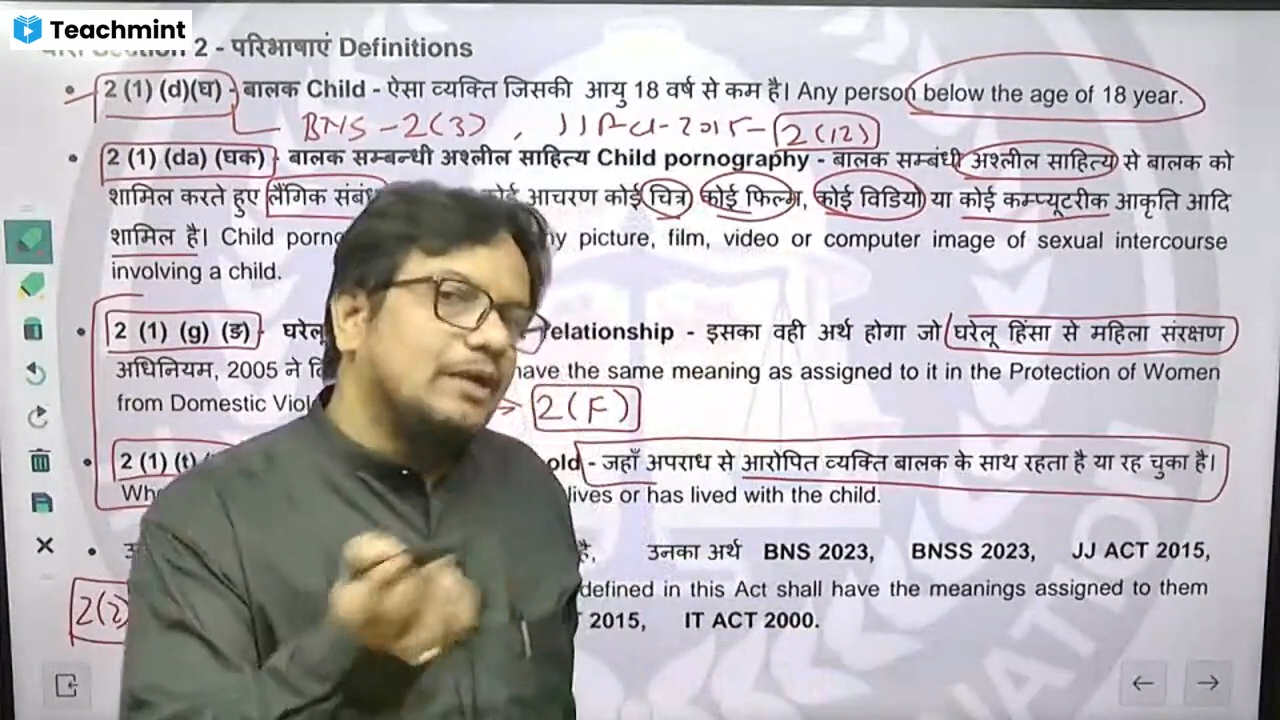 Teachmint
Section 2 - परिभाषाएं Definitions
2 (1) (d)(घ) - बालक Child - ऐसा व्यक्ति जिसकी आयु 18 वर्ष से कम है। Any person below the age of 18 year.
BNS - 2(3) , JJ Act - 2015 - 2(12)
2 (1) (da) (घक) - बालक सम्बन्धी अश्लील साहित्य Child pornography - बालक सम्बंधी अश्लील साहित्य से बालक को
शामिल करते हुए लैंगिक संबंध कोई आचरण कोई चित्र कोई फिल्म, कोई विडियो या कोई कम्प्यूटरीक आकृति आदि
शामिल है। Child picture, film, video or computer image of sexual intercourse
involving a child.
2 (1) (g) (ङ) - relationship - इसका वही अर्थ होगा जो घरेलू हिंसा से महिला संरक्षण
अधिनियम, 2005 ने have the same meaning as assigned to it in the Protection of Women
from Domestic 2(F)
2 (1) (t) - जहाँ अपराध से आरोपित व्यक्ति बालक के साथ रहता है या रह चुका है।
lives or has lived with the child.
उनका अर्थ BNS 2023, BNSS 2023, JJ ACT 2015,
defined in this Act shall have the meanings assigned to them
2(2) 2015, IT ACT 2000.
NATION